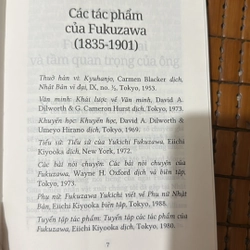 Các tác phẩm
của Fukuzawa
(1835-1901)
Thuở hàn vi. Kyuhanjo, Carmen Blacker dịch,
Nhật Bản vĩ đại, IX, no. ½, Tokyo, 1953.
Văn minh: Khái lược về Văn minh, David A.
Dilworth & G. Cameron Hurst dịch, Tokyo, 1973.
Khuyến học: Khuyến học, David A. Dilworth &
Umeyo Hirano dịch, Tokyo, 1969.
Tiểu sử: Tiểu sử của Yukichi Fukuzawa, Eiichi
Kiyooka dịch, New York, 1972.
Các bài nói chuyện: Các bài nói chuyện của
Fukuzawa, Wayne H. Oxford dịch và biên tập,
Tokyo, 1973.
Phụ nữ: Fukuzawa Yukichi viết về Phụ nữ Nhật
Bản, Eiichi Kiyooka biên tập, Tokyo, 1988.
Tuyển tập tác phẩm: Tuyển tập các tác phẩm của
Fukuzawa, Eiichi Kiyooka dịch, Tokyo, 1980.
7